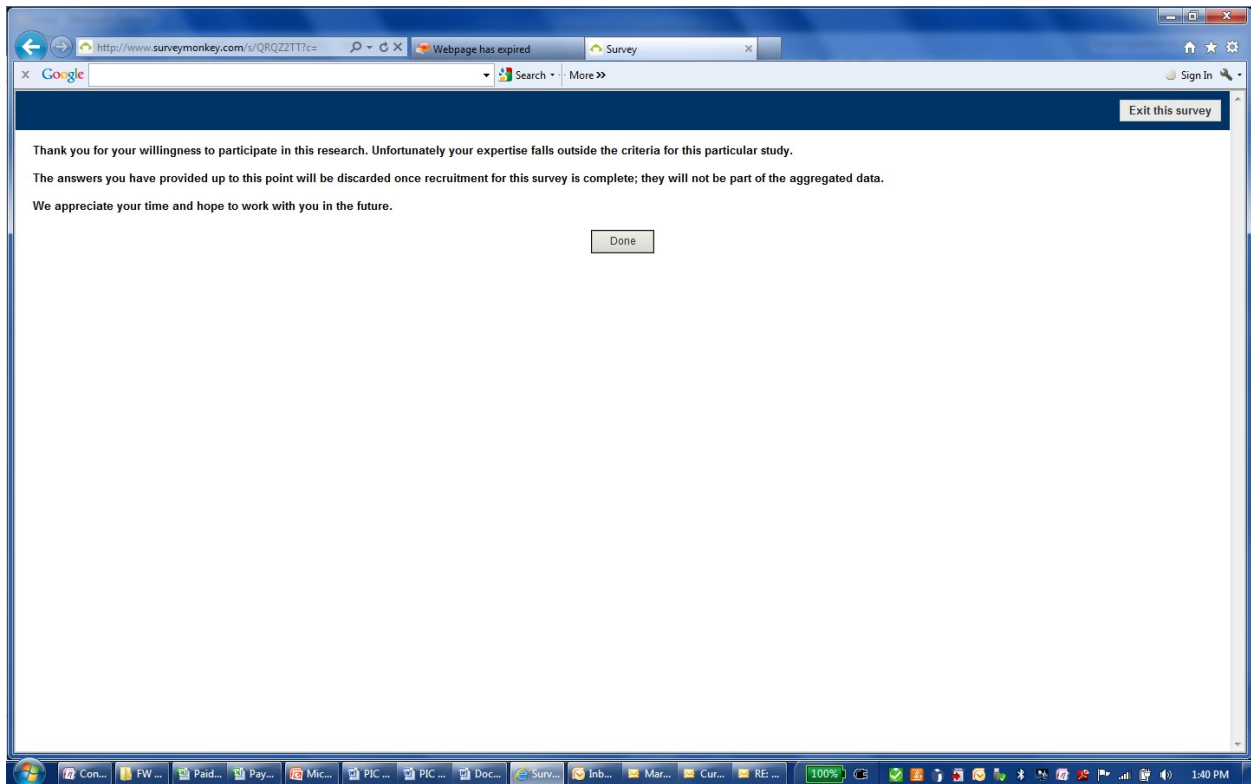 http://www.surveymonkey.com/s/QRQZ2TT?c=
Webpage has expired
Survey
Google
Search
More >>
Sign In
Exit this survey
Thank you for your willingness to participate in this research. Unfortunately your expertise falls outside the criteria for this particular study.
The answers you have provided up to this point will be discarded once recruitment for this survey is complete; they will not be part of the aggregated data.
We appreciate your time and hope to work with you in the future.
Done
Con... FW ... Paid... Pay... Mic... PIC ... PIC ... Doc... Surv... Inb... Mar... Cur... RE: ... 100% 1:40 PM